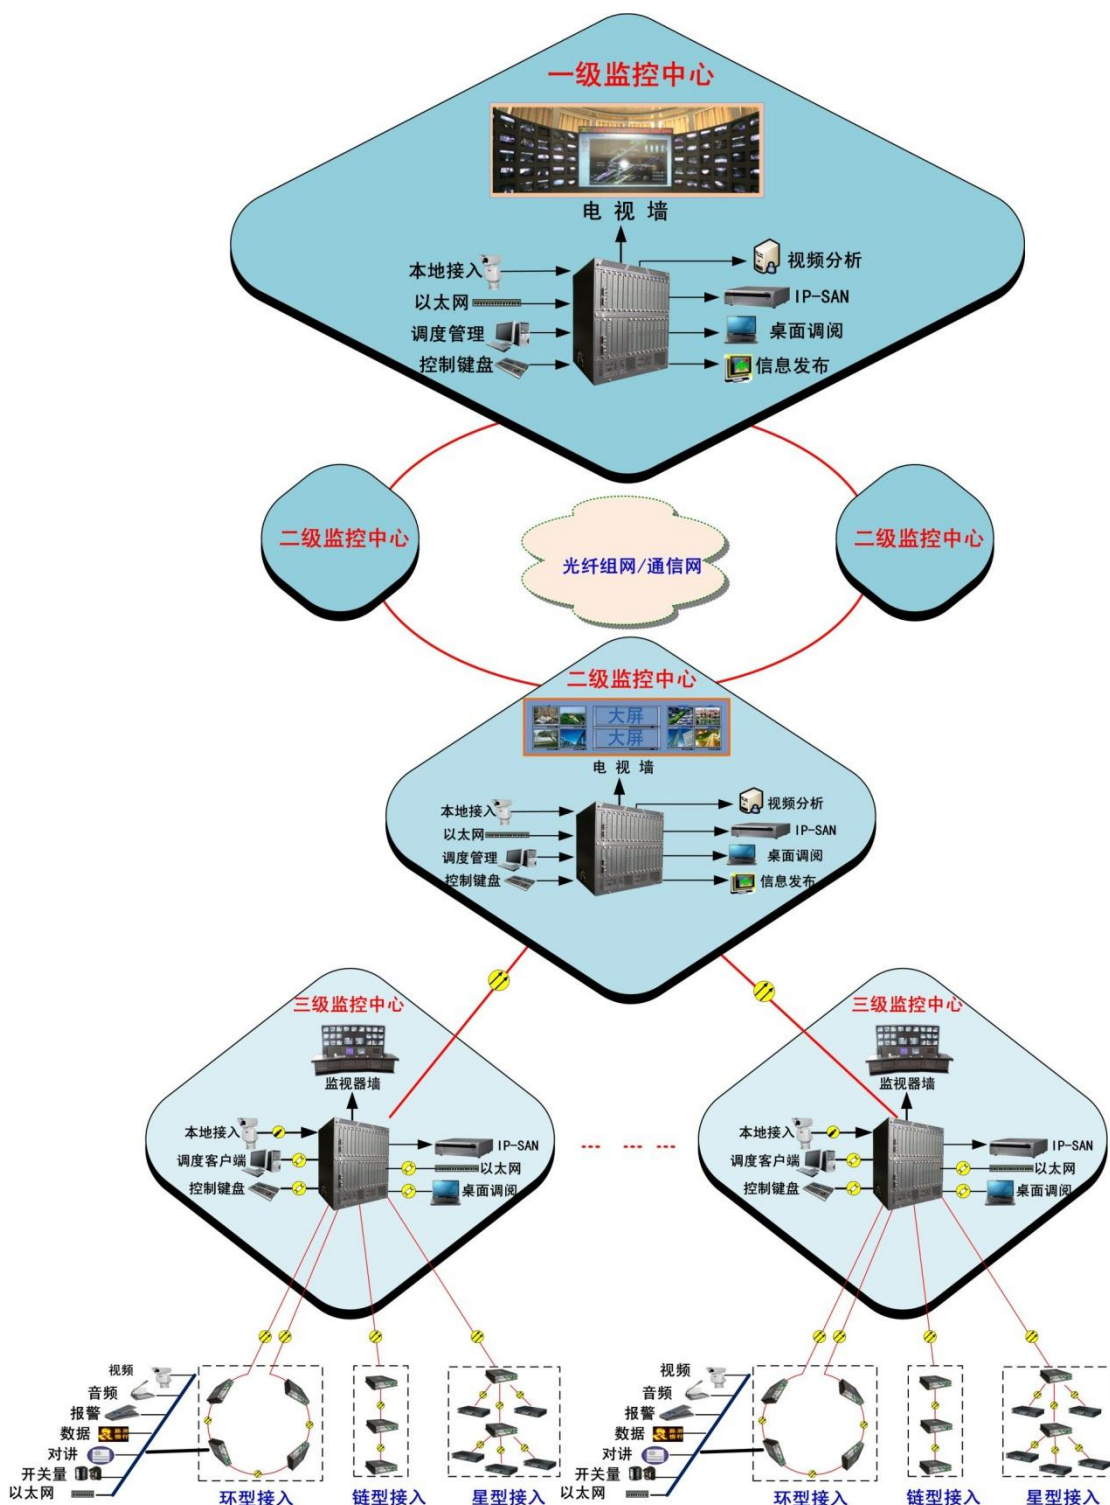 一级监控中心
电 视 墙
本地接入
视频分析
以太网
IP-SAN
调度管理
桌面调阅
控制键盘
信息发布
二级监控中心
光纤组网/通信网
二级监控中心
二级监控中心
大屏
大屏
电 视 墙
本地接入
视频分析
以太网
IP-SAN
调度管理
桌面调阅
控制键盘
信息发布
三级监控中心
监视器墙
本地接入
IP-SAN
调度客户端
以太网
控制键盘
桌面调阅
... ... ...
三级监控中心
监视器墙
本地接入
IP-SAN
调度客户端
以太网
控制键盘
桌面调阅
视频
音频
报警
数据
对讲
开关量
以太网
环型接入
链型接入
星型接入
视频
音频
报警
数据
对讲
开关量
以太网
环型接入
链型接入
星型接入